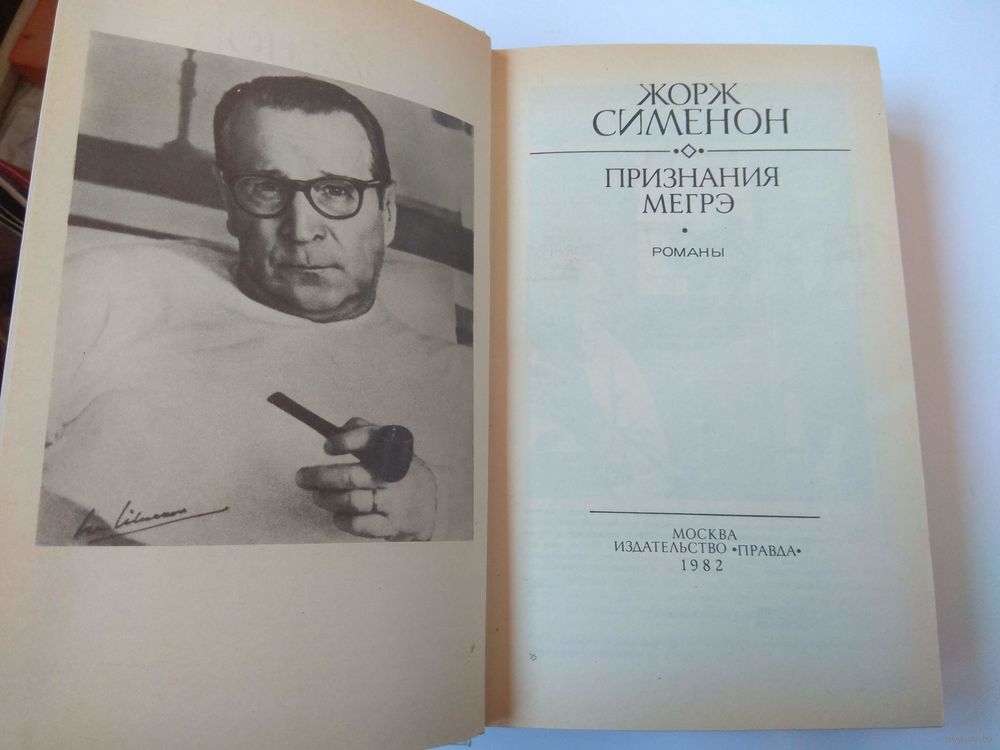 ЖОРЖ
СИМЕНОН
ПРИЗНАНИЯ
МЕГРЭ
РОМАНЫ
МОСКВА
ИЗДАТЕЛЬСТВО «ПРАВДА»
1982